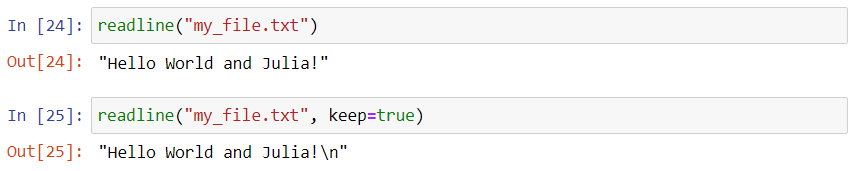 In [24]: readline("my_file.txt")
Out[24]: "Hello World and Julia!"
In [25]: readline("my_file.txt", keep=true)
Out[25]: "Hello World and Julia!\n"